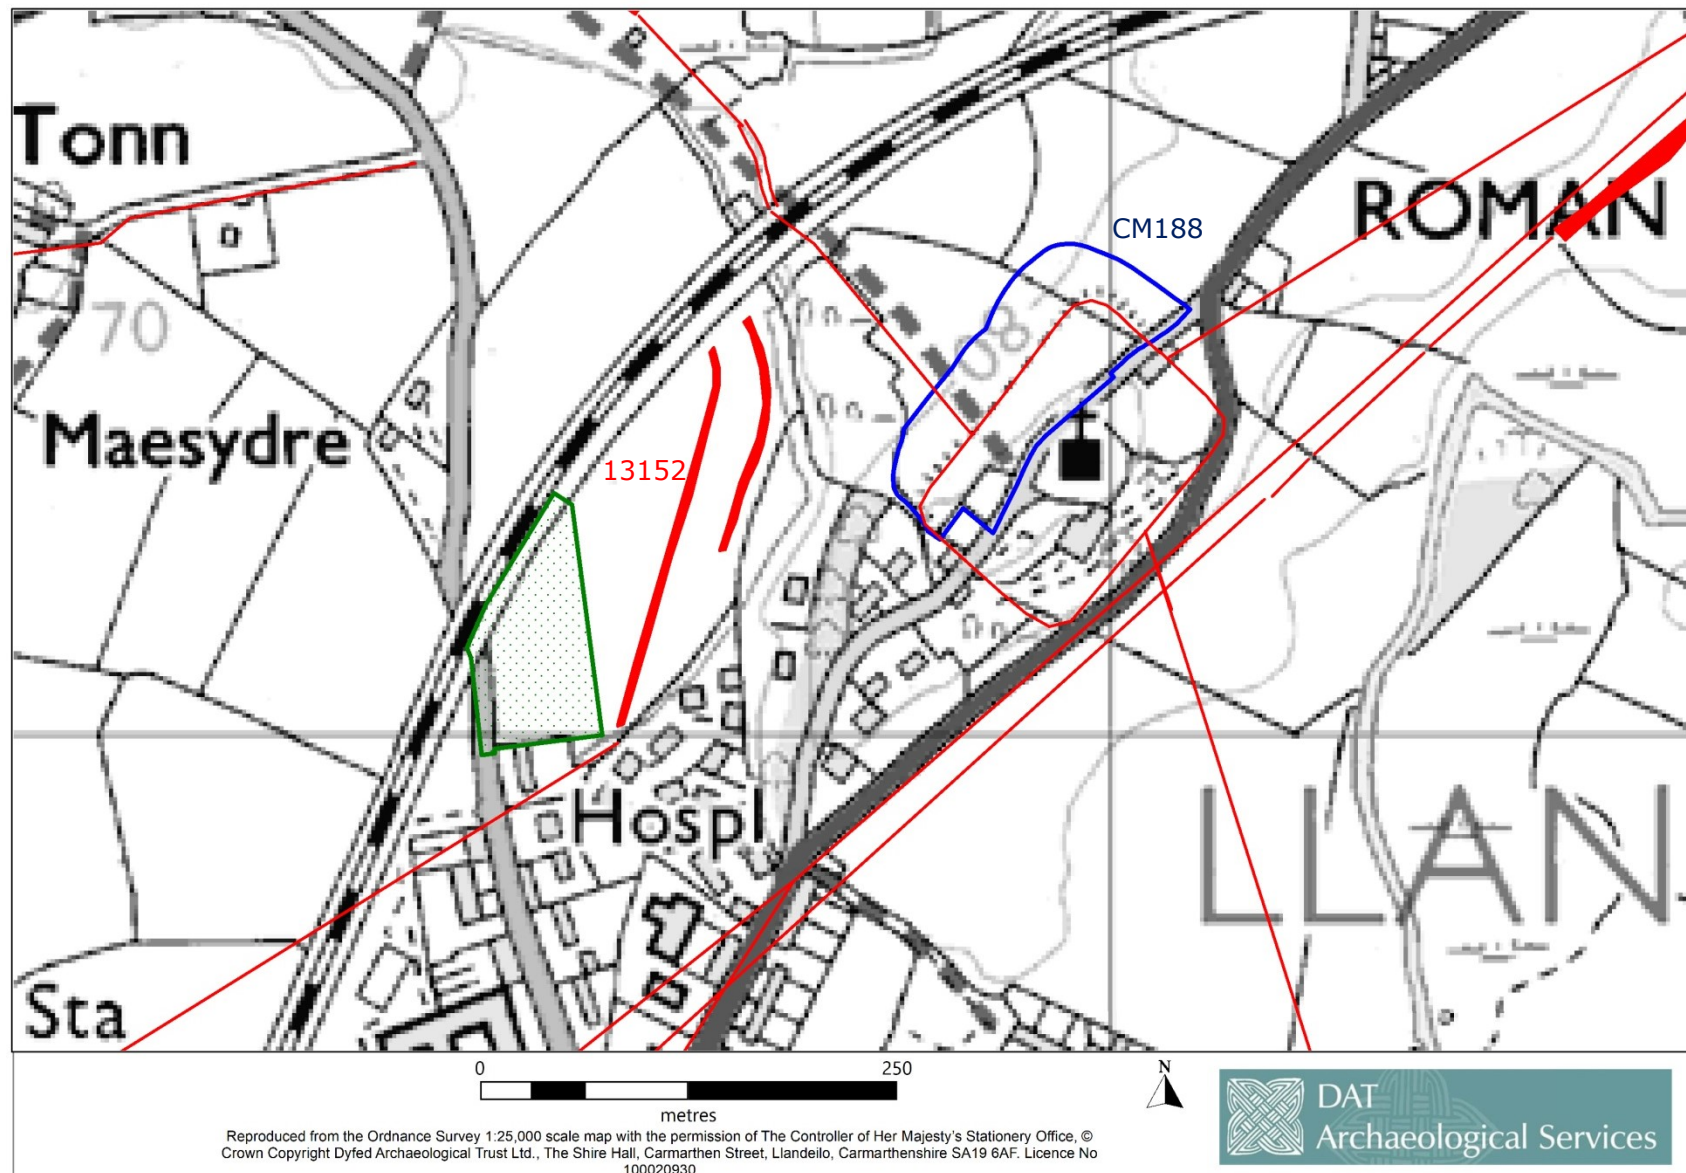 Tonn
ROMAN
CM188
70
80
Maesydre
13152
Hospl
LLAN
Sta
0 250
metres
N
DAT
Archaeological Services
Reproduced from the Ordnance Survey 1:25,000 scale map with the permission of The Controller of Her Majesty's Stationery Office, ©
Crown Copyright Dyfed Archaeological Trust Ltd., The Shire Hall, Carmarthen Street, Llandeilo, Carmarthenshire SA19 6AF. Licence No
100020930